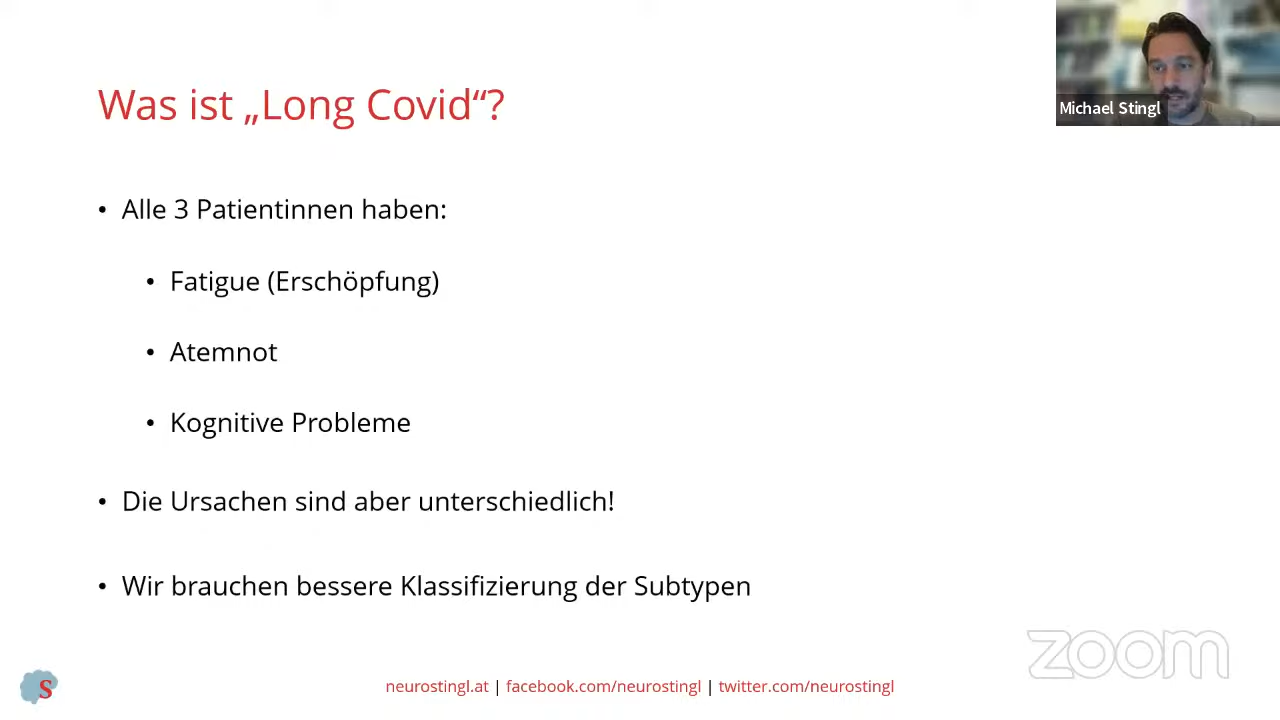 Was ist „Long Covid“?
Michael Stingl
• Alle 3 Patientinnen haben:
• Fatigue (Erschöpfung)
• Atemnot
• Kognitive Probleme
• Die Ursachen sind aber unterschiedlich!
• Wir brauchen bessere Klassifizierung der Subtypen
zoom
S
neurostingl.at | facebook.com/neurostingl | twitter.com/neurostingl